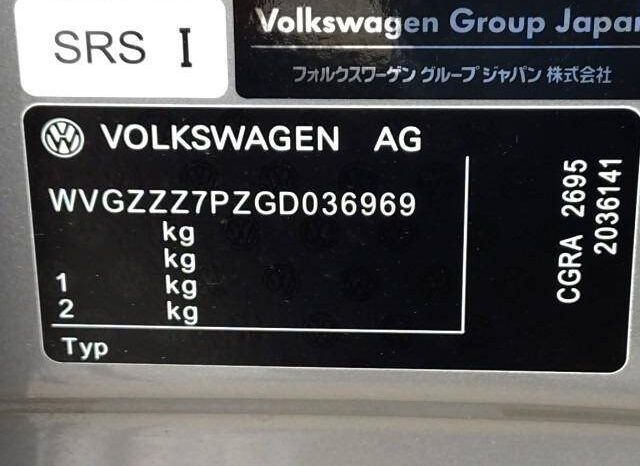 SRS I
Volkswagen Group Japan
フォルクスワーゲン グループ ジャパン 株式会社
VOLKSWAGEN AG
WVGZZZ7PZGD036969
kg
kg
1 kg
2 kg
Typ
CGRA 2695
2036141